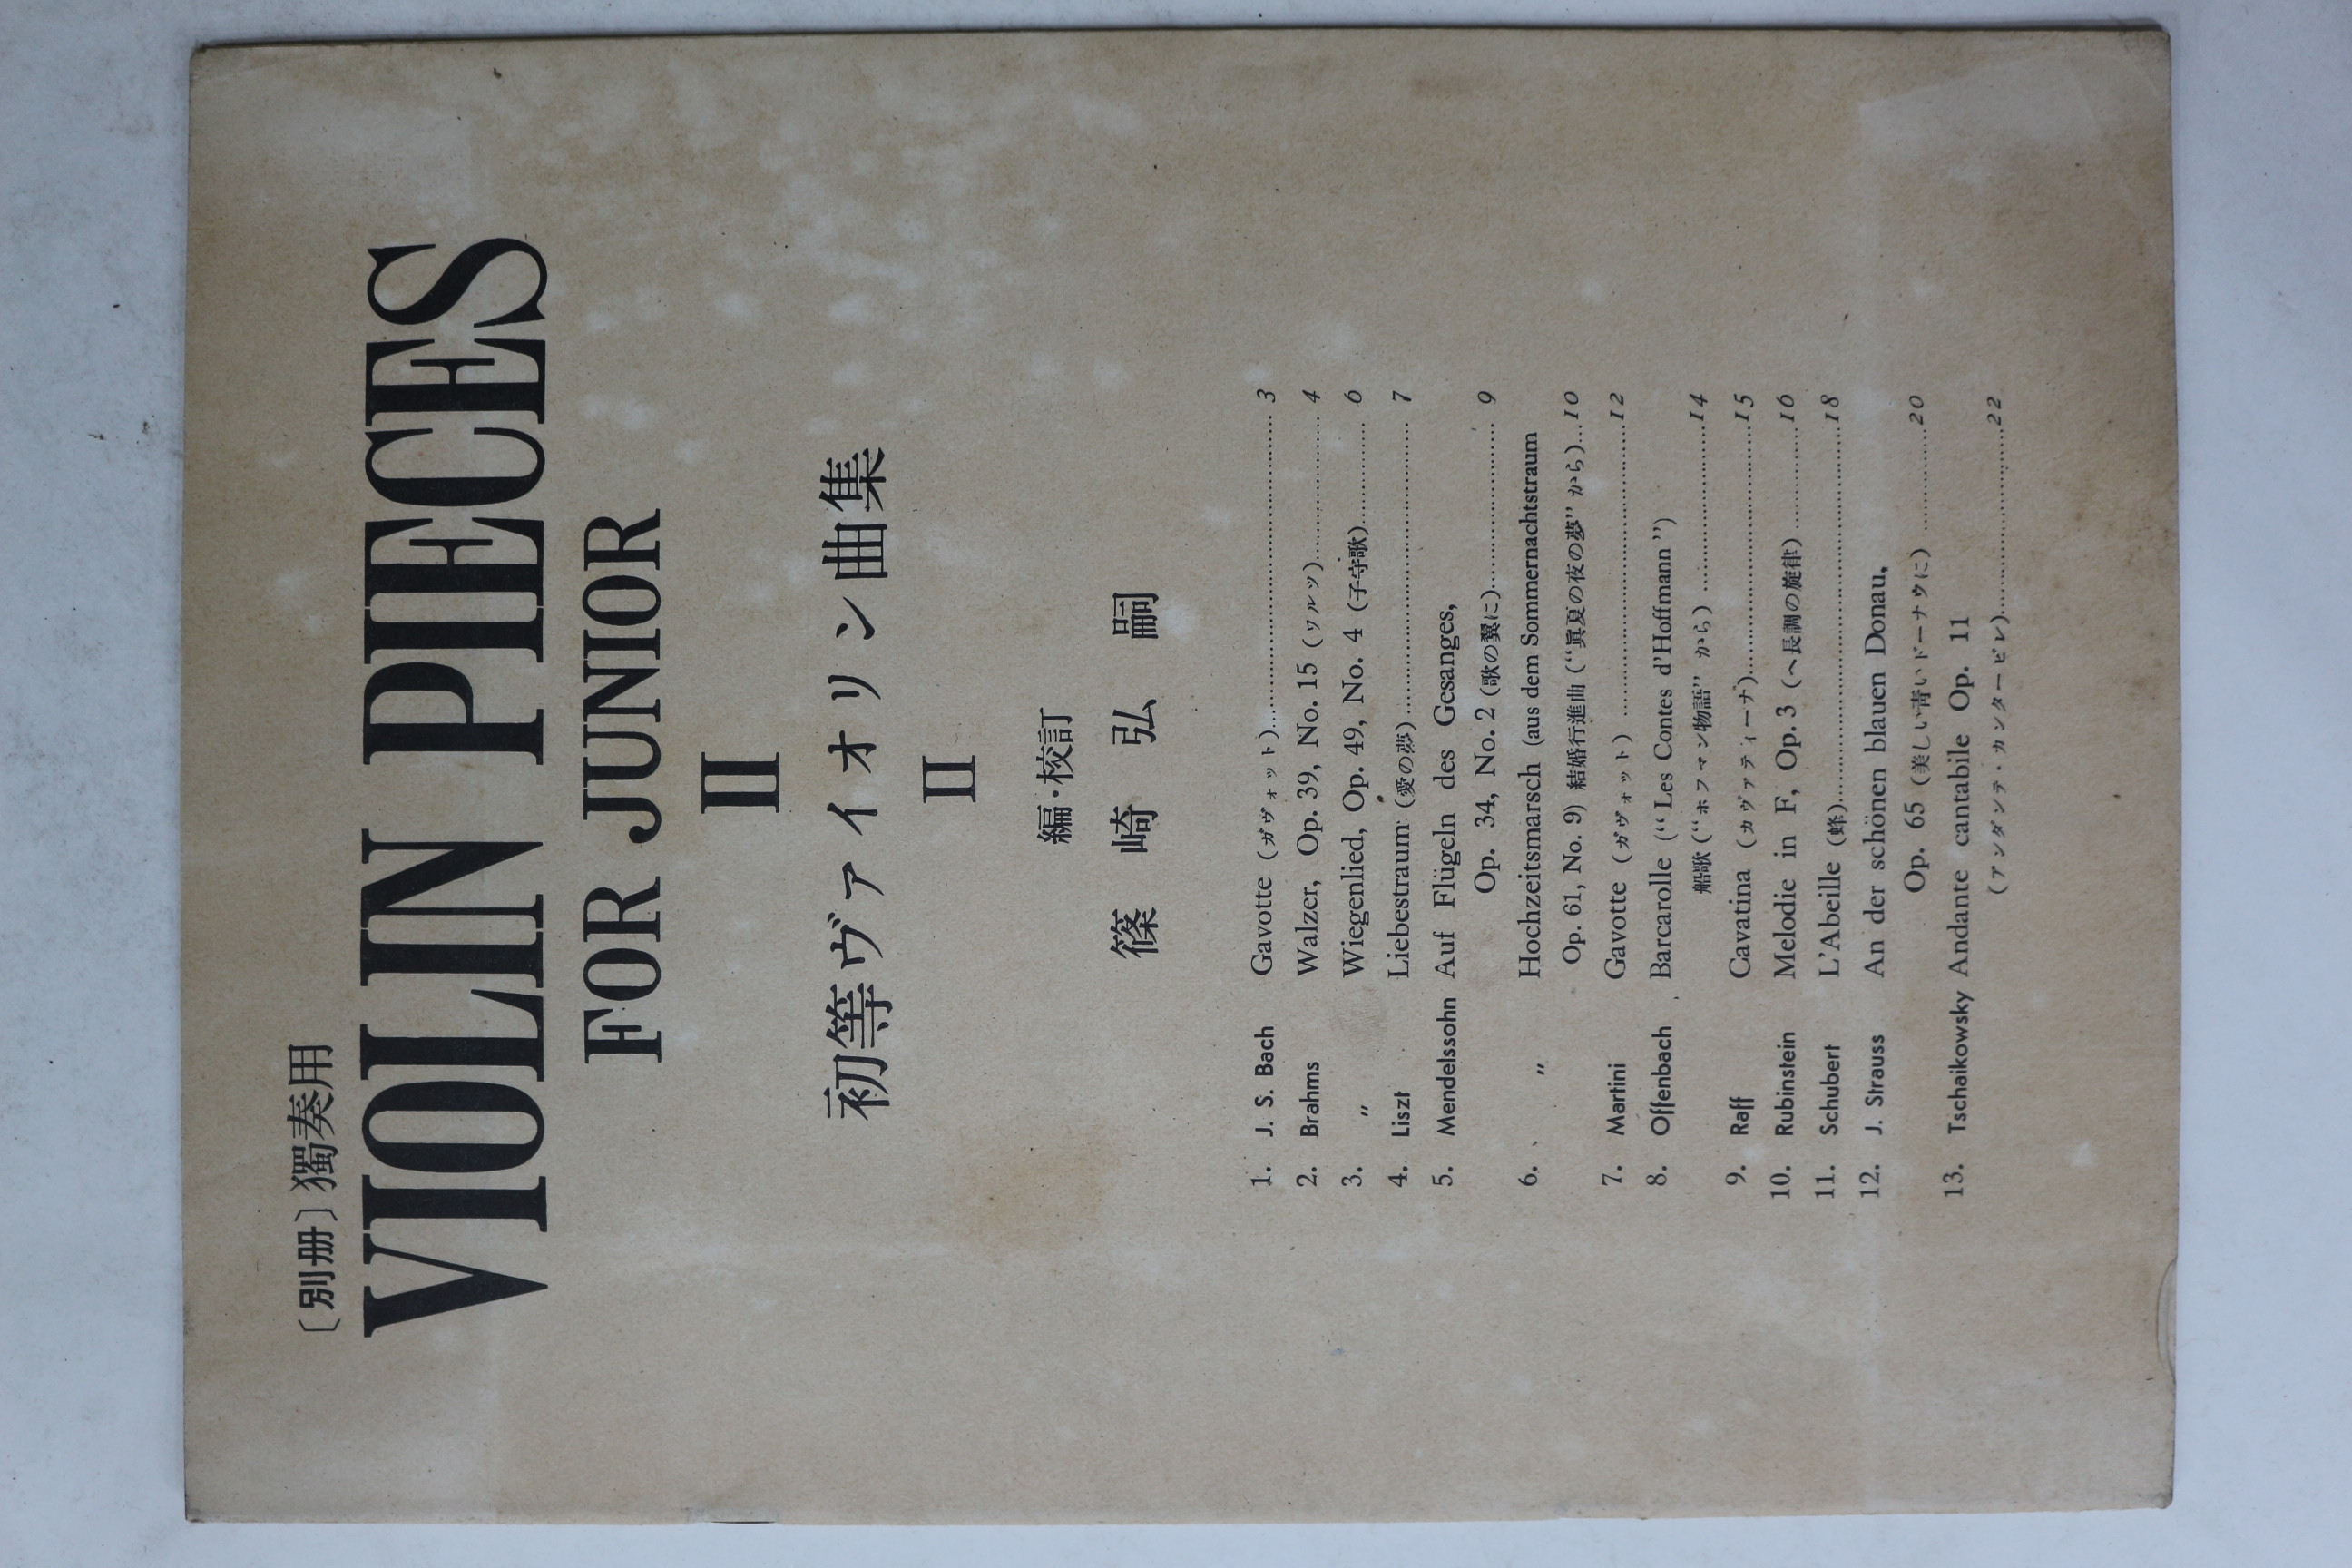 〔別冊〕獨奏用
VIOLIN PIECES
FOR JUNIOR
II
初等ヴァイオリン曲集
II
編・校訂
篠崎弘嗣
1. J. S. Bach Gavotte (ガヴォット)........ 3
2. Brahms Walzer, Op. 39, No. 15 (ワルツ)........ 4
3. 〃 Wiegenlied, Op. 49, No. 4 (子守歌)........ 6
4. Liszt Liebestraum (愛の夢)........ 7
5. Mendelssohn Auf Flügeln des Gesanges,
Op. 34, No. 2 (歌の翼に)........ 9
6. 〃 Hochzeitsmarsch (aus dem Sommernachtstraum
Op. 61, No. 9) 結婚行進曲 (“眞夏の夜の夢” から)...10
7. Martini Gavotte (ガヴォット)........12
8. Offenbach Barcarolle (“Les Contes d'Hoffmann”)
船歌 (“ホフマン物語” から)........14
9. Raff Cavatina (カヴァティーナ)........15
10. Rubinstein Melodie in F, Op. 3 (ヘ長調の旋律)........16
11. Schubert L'Abeille (蜂)........18
12. J. Strauss An der schönen blauen Donau,
Op. 65 (美しい青いドーナウに)........20
13. Tschaikowsky Andante cantabile Op. 11
(アンダンテ・カンタービレ)........22